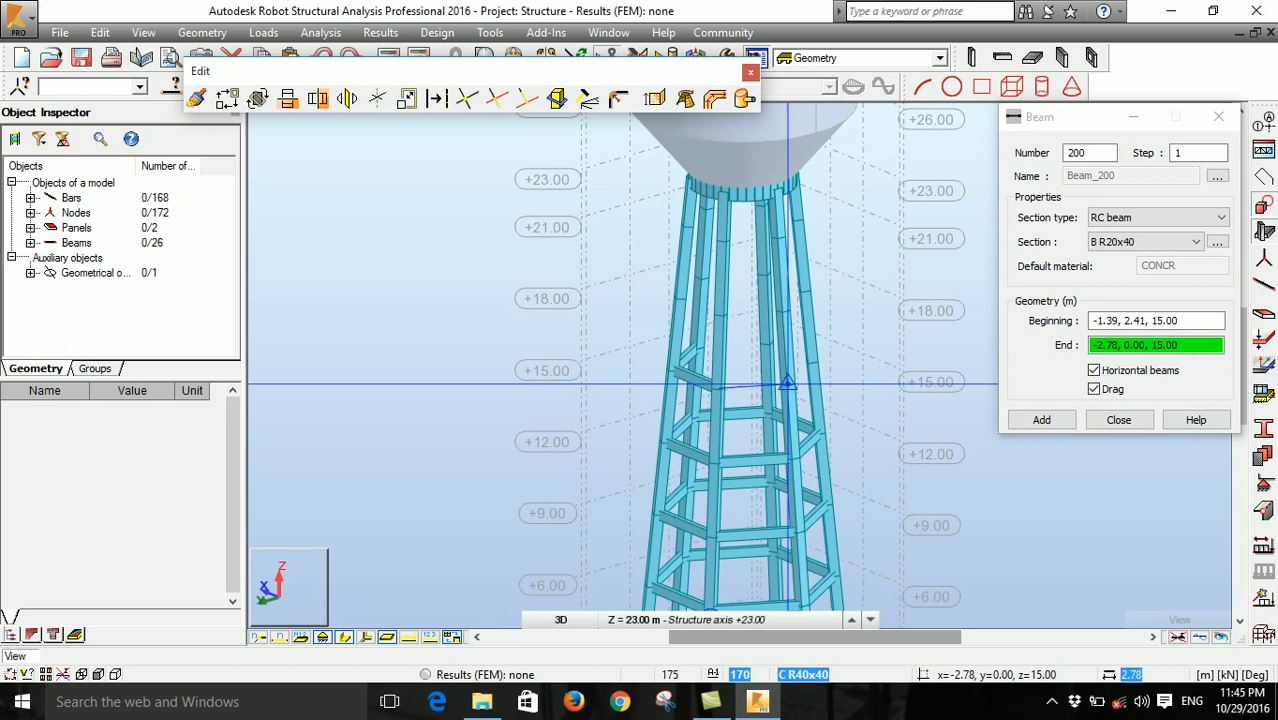 Autodesk Robot Structural Analysis Professional 2016 - Project: Structure - Results (FEM): none
Type a keyword or phrase
PRO
File Edit View Geometry Loads Analysis Results Design Tools Add-Ins Window Help Community
Geometry
Edit
Object Inspector
Objects Number of...
Objects of a model
Bars 0/168
Nodes 0/172
Panels 0/2
Beams 0/26
Auxiliary objects
Geometrical o... 0/1
Geometry Groups
Name Value Unit
+26.00
+23.00 +23.00
+21.00 +21.00
+18.00 +18.00
+15.00 +15.00
+12.00 +12.00
+9.00 +9.00
+6.00 +6.00
Z
X
Y
3D Z = 23.00 m - Structure axis +23.00
View
Beam
Number 200 Step : 1
Name : Beam_200 ...
Properties
Section type: RC beam
Section : B R20x40 ...
Default material: CONCR
Geometry (m)
Beginning : -1.39, 2.41, 15.00
End : -2.78, 0.00, 15.00
Horizontal beams
Drag
Add Close Help
View
Results (FEM): none 175 170 C R40x40 x=-2.78, y=0.00, z=15.00 2.78 [m] [kN] [Deg]
Search the web and Windows
ENG
11:45 PM
10/29/2016